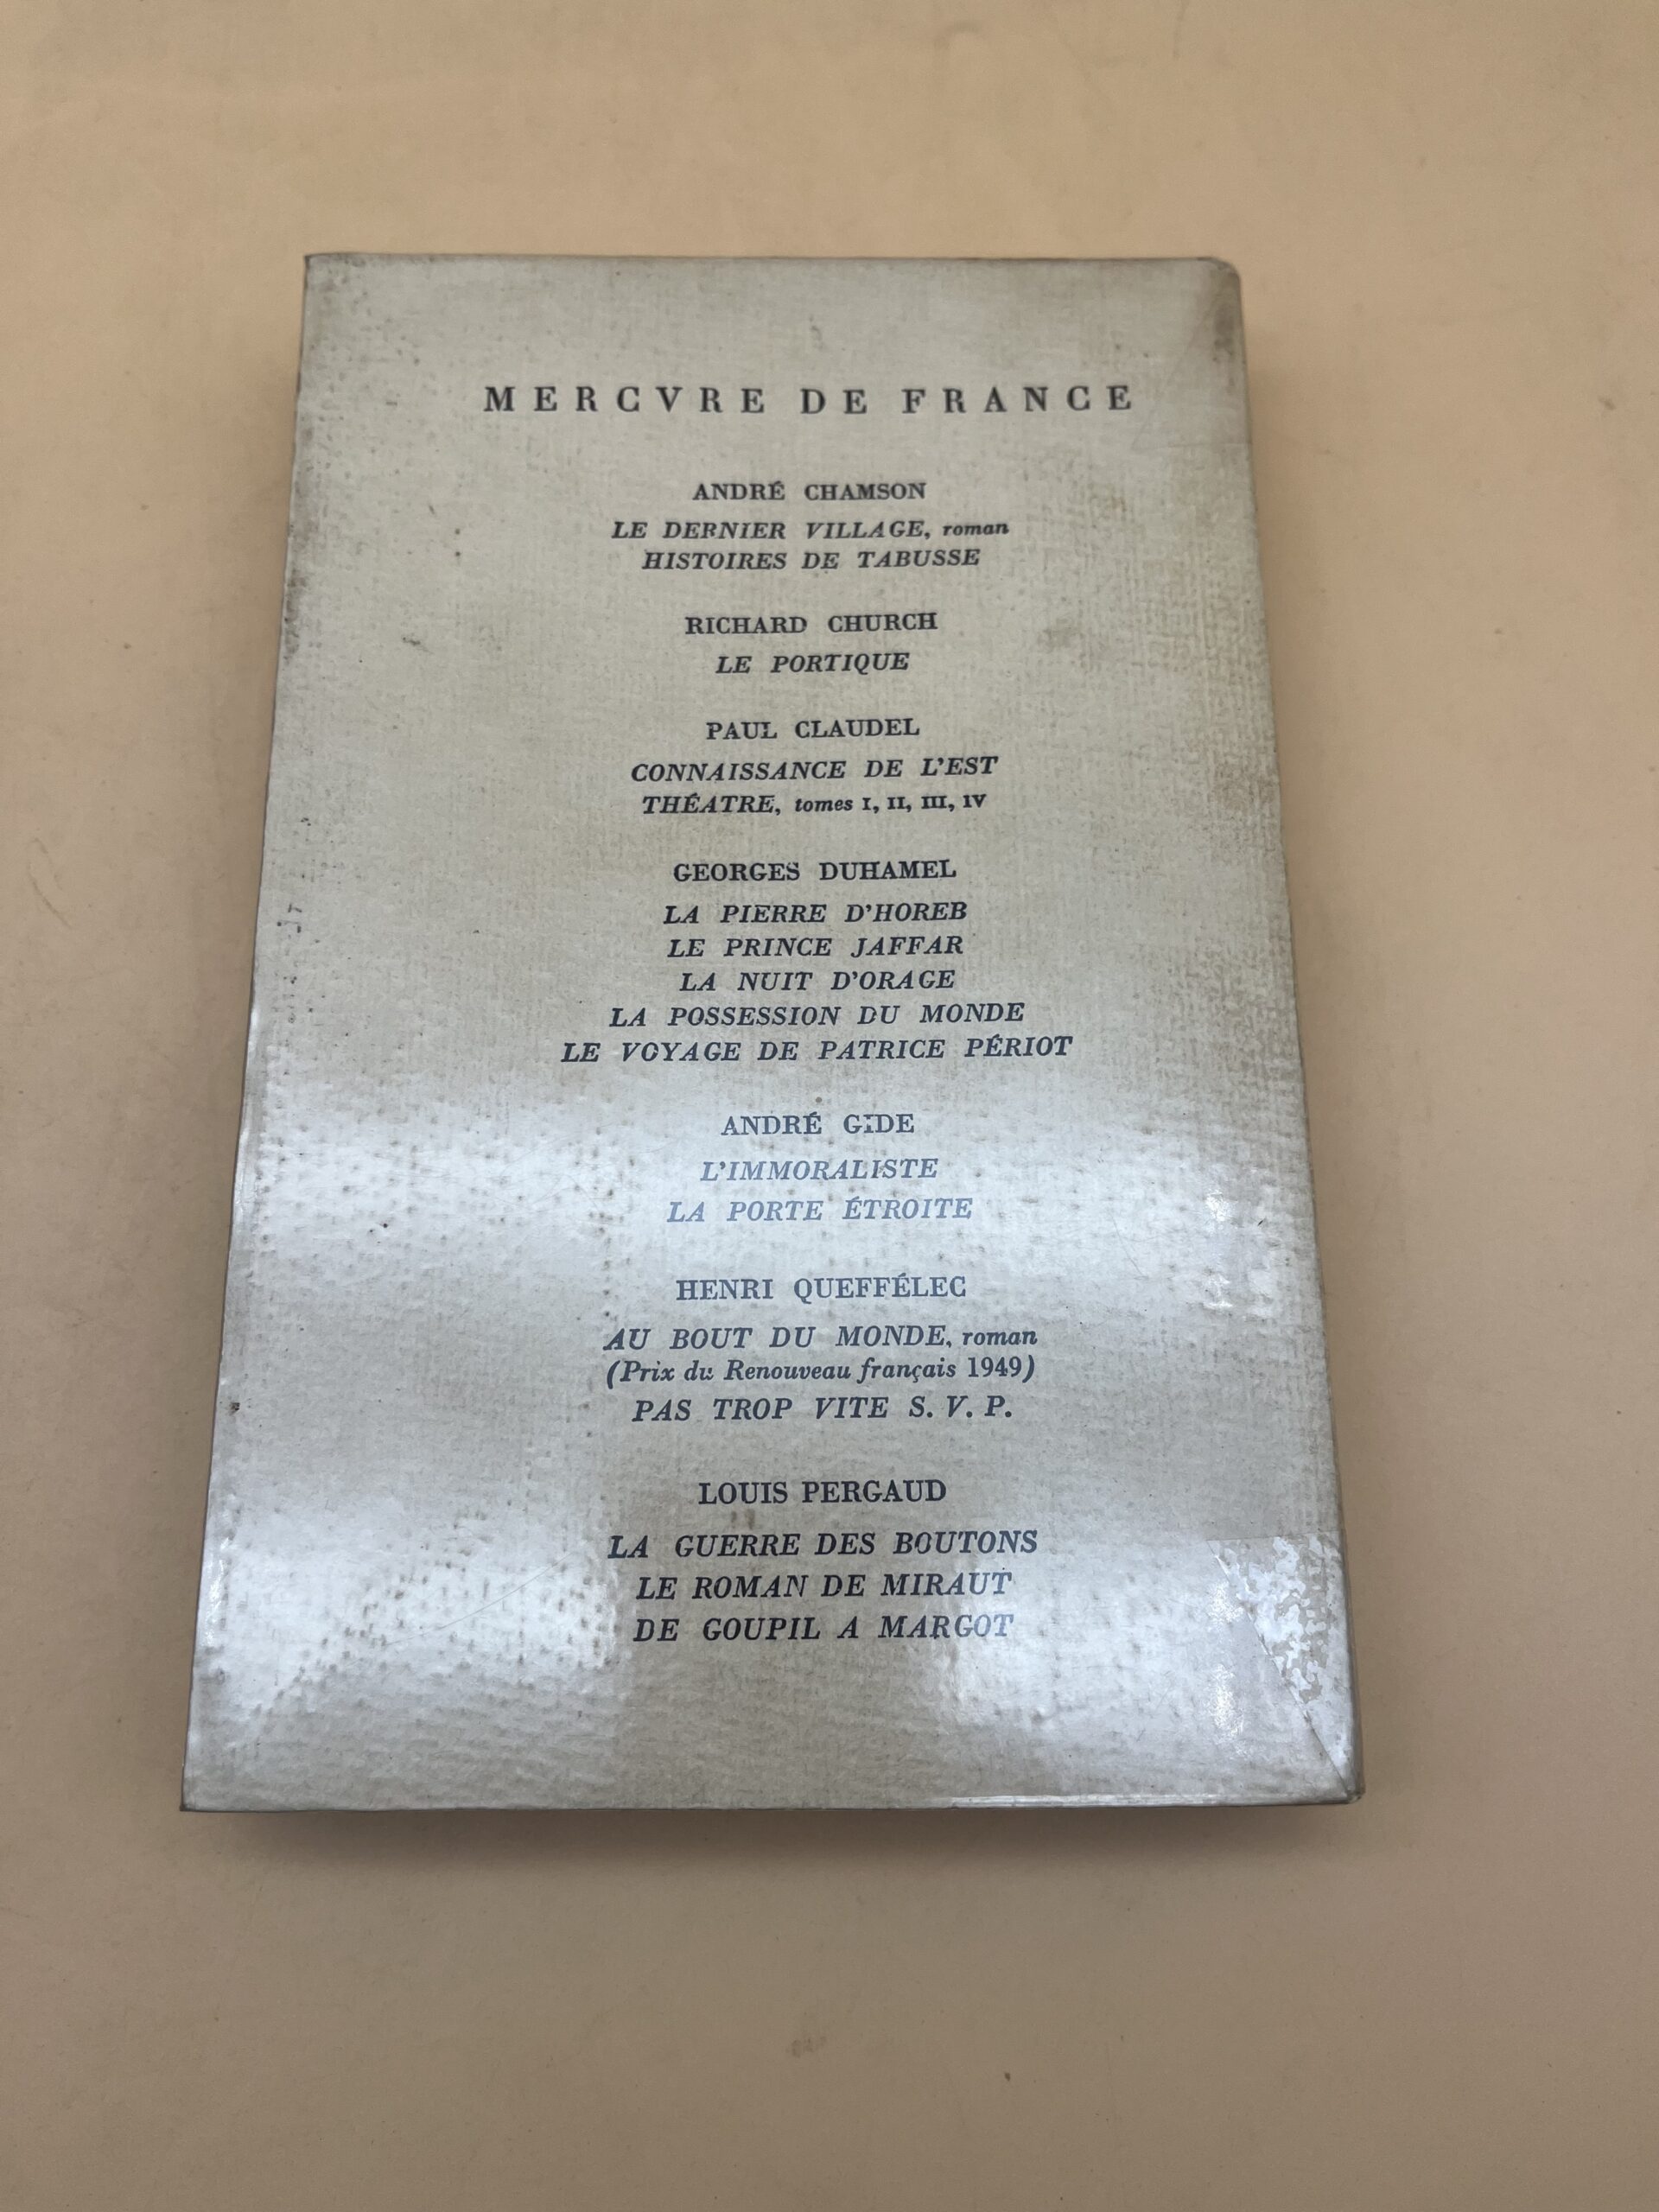 MERCVRE DE FRANCE
ANDRÉ CHAMSON
LE DERNIER VILLAGE, roman
HISTOIRES DE TABUSSE
RICHARD CHURCH
LE PORTIQUE
PAUL CLAUDEL
CONNAISSANCE DE L'EST
THÉATRE, tomes I, II, III, IV
GEORGES DUHAMEL
LA PIERRE D'HOREB
LE PRINCE JAFFAR
LA NUIT D'ORAGE
LA POSSESSION DU MONDE
LE VOYAGE DE PATRICE PÉRIOT
ANDRÉ GIDE
L'IMMORALISTE
LA PORTE ÉTROITE
HENRI QUEFFÉLEC
AU BOUT DU MONDE, roman
(Prix du Renouveau français 1949)
PAS TROP VITE S. V. P.
LOUIS PERGAUD
LA GUERRE DES BOUTONS
LE ROMAN DE MIRAUT
DE GOUPIL A MARGOT